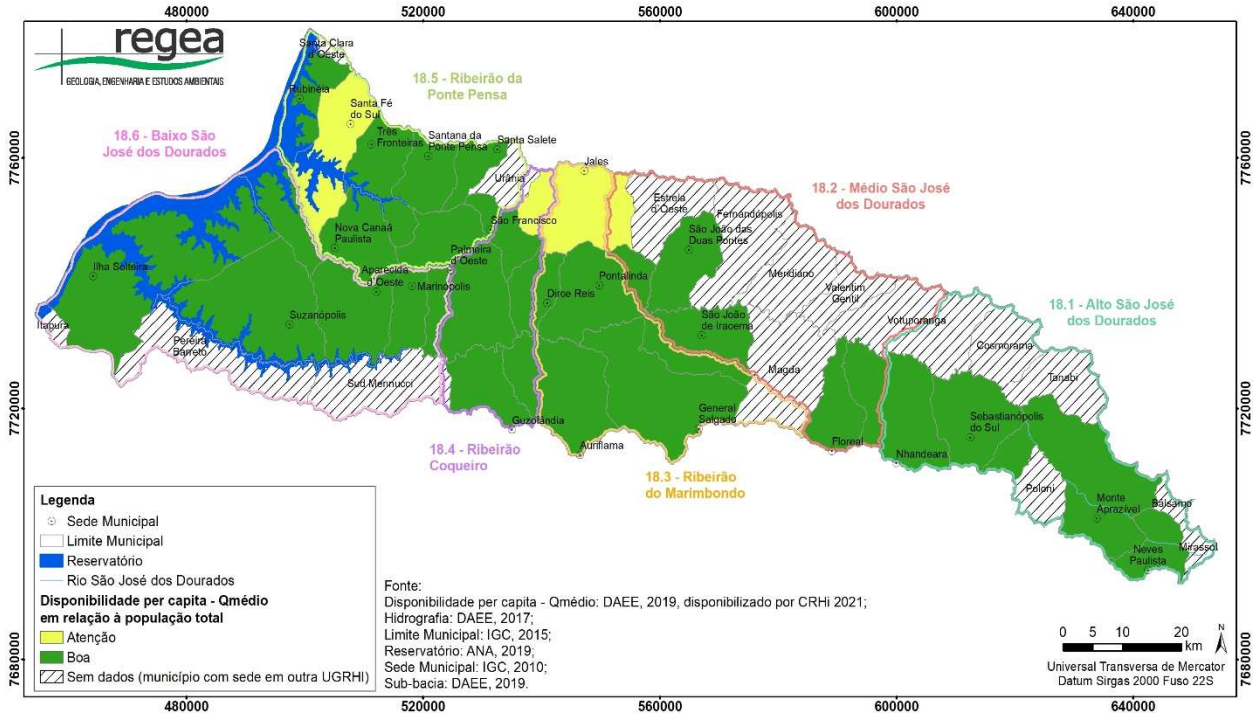 480000 520000 560000 600000 640000
regea
GEOLOGIA, ENGENHARIA E ESTUDOS AMBIENTAIS
Santa Clara
d'Oeste
18.5 - Ribeirão da
Ponte Pensa
Rubinéia
Santa Fé
do Sul
18.6 - Baixo São
José dos Dourados
Três
Fronteiras
Santana da
Ponte Pensa
Santa Salete
7760000
7760000
Jales
Urânia
18.2 - Médio São José
dos Dourados
Estrela
d'Oeste
Fernandópolis
São Francisco
São João das
Duas Pontes
Nova Canaã
Paulista
Palmeira
d'Oeste
Ilha Solteira
Aparecida
d'Oeste
Marinópolis
Meridiano
Pontalinda
Valentim
Gentil
Dirce Reis
18.1 - Alto São José
dos Dourados
Itapura
Suzanópolis
São João
de Iracema
Votuporanga
Pereira
Barreto
Cosmorama
Magda
Sud Mennucci
Tanabi
7720000
7720000
Guzolândia
General
Salgado
Sebastianópolis
do Sul
Auriflama
Floreal
Nhandeara
18.4 - Ribeirão
Coqueiro
18.3 - Ribeirão
do Marimbondo
Poloni
Monte
Aprazível
Bálsamo
Neves
Paulista
Mirassol
Legenda
Sede Municipal
Limite Municipal
Reservatório
Rio São José dos Dourados
Disponibilidade per capita - Qmédio
em relação à população total
Atenção
Boa
Sem dados (município com sede em outra UGRHI)
Fonte:
Disponibilidade per capita - Qmédio: DAEE, 2019, disponibilizado por CRHi 2021;
Hidrografia: DAEE, 2017;
Limite Municipal: IGC, 2015;
Reservatório: ANA, 2019;
Sede Municipal: IGC, 2010;
Sub-bacia: DAEE, 2019.
N
0 5 10 20
km
Universal Transversa de Mercator
Datum Sirgas 2000 Fuso 22S
7680000
7680000
480000 520000 560000 600000 640000